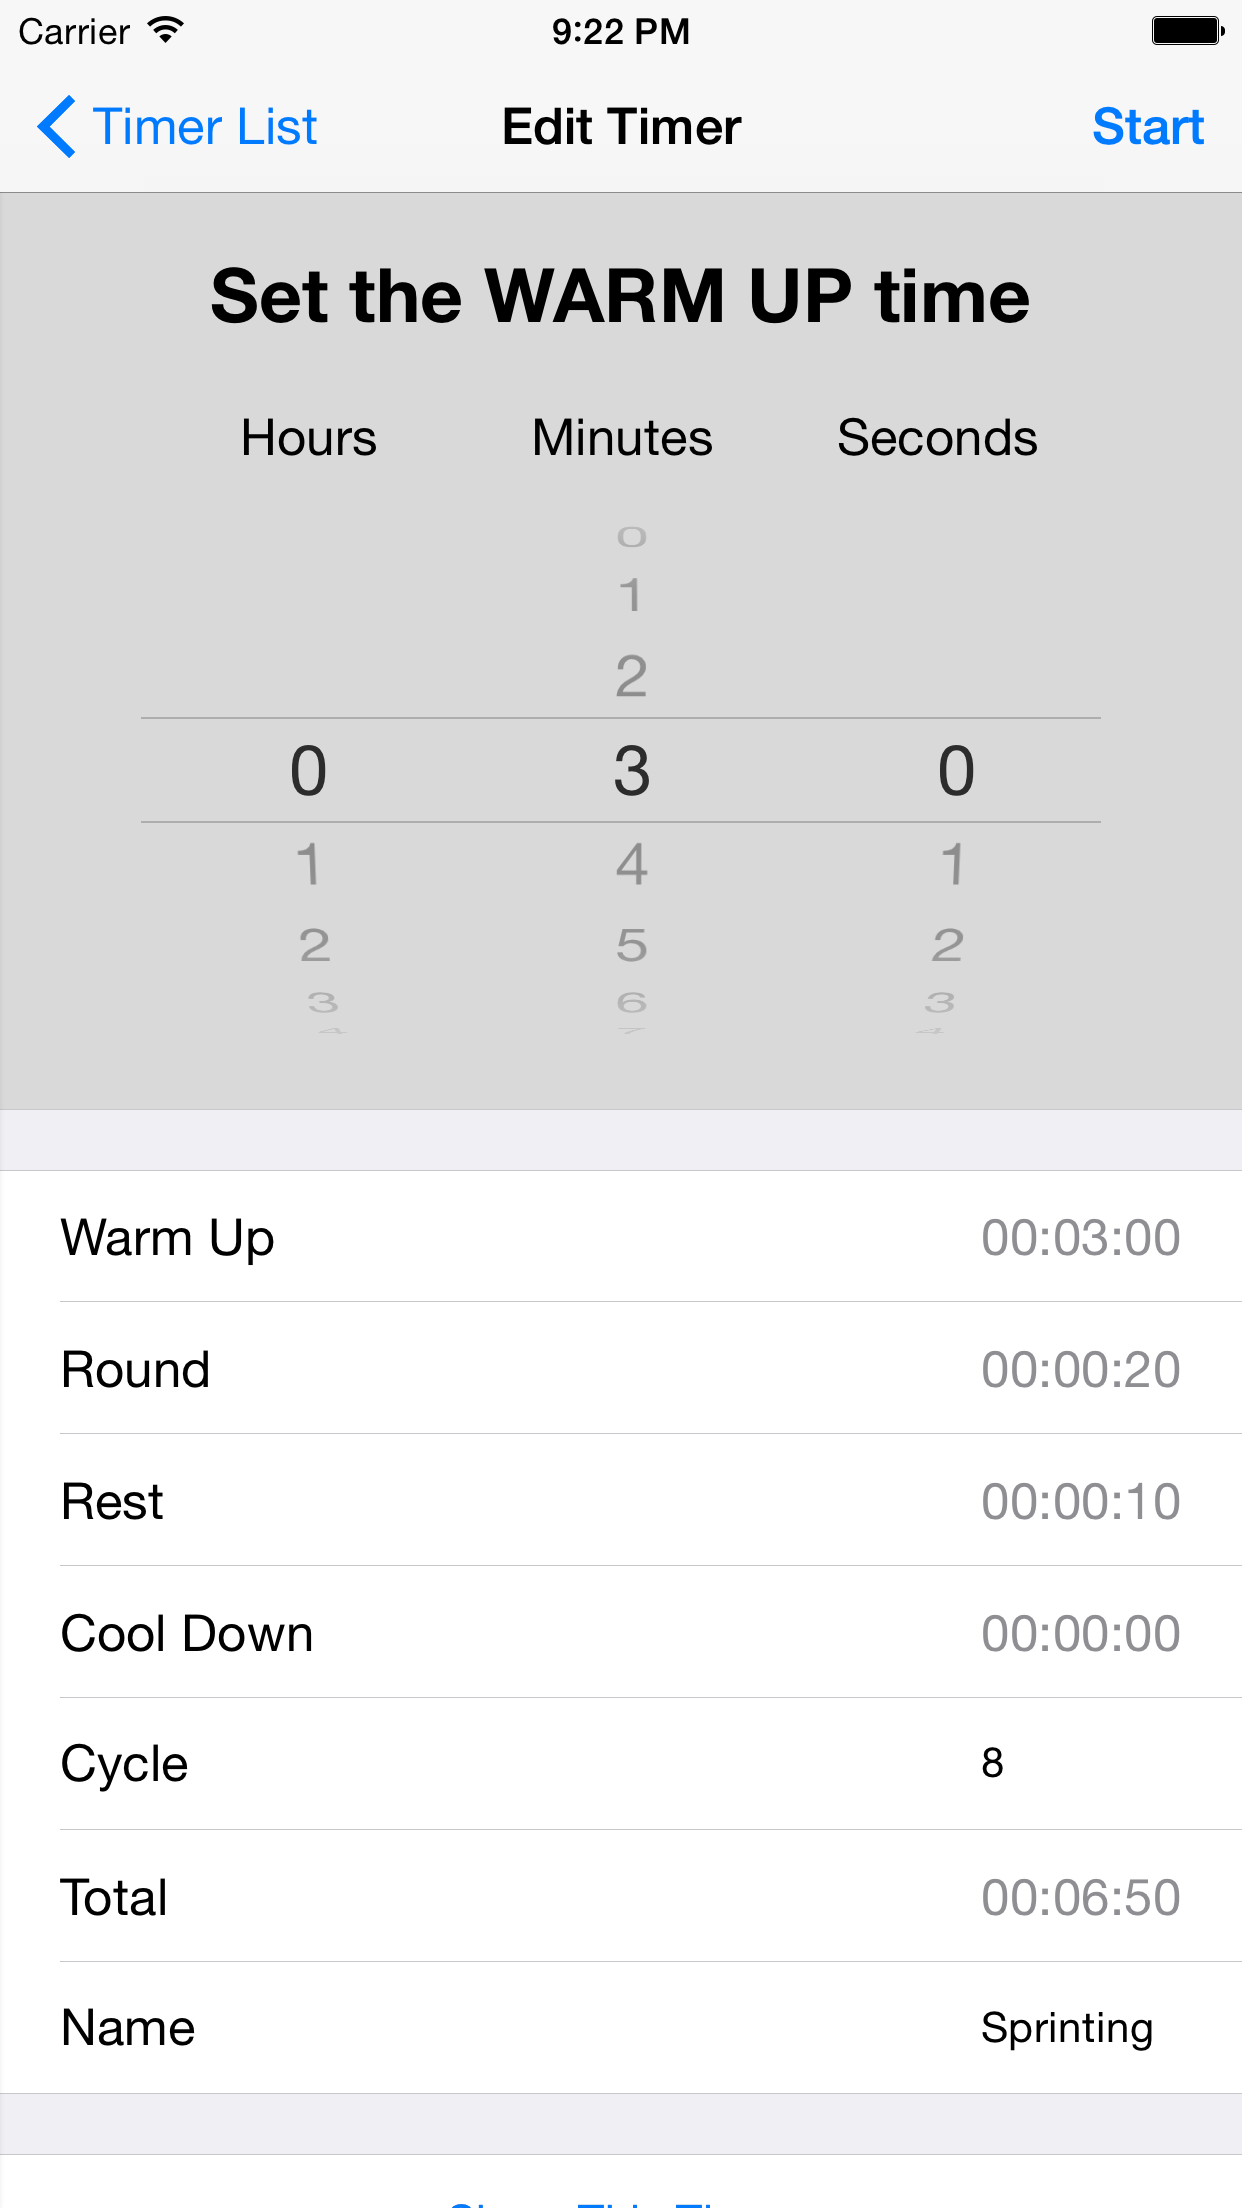 Carrier 9:22 PM
Timer List Edit Timer Start
Set the WARM UP time
Hours Minutes Seconds
0
1
2
0 3 0
1 4 1
2 5 2
3 6 3
4 7 4
Warm Up 00:03:00
Round 00:00:20
Rest 00:00:10
Cool Down 00:00:00
Cycle 8
Total 00:06:50
Name Sprinting